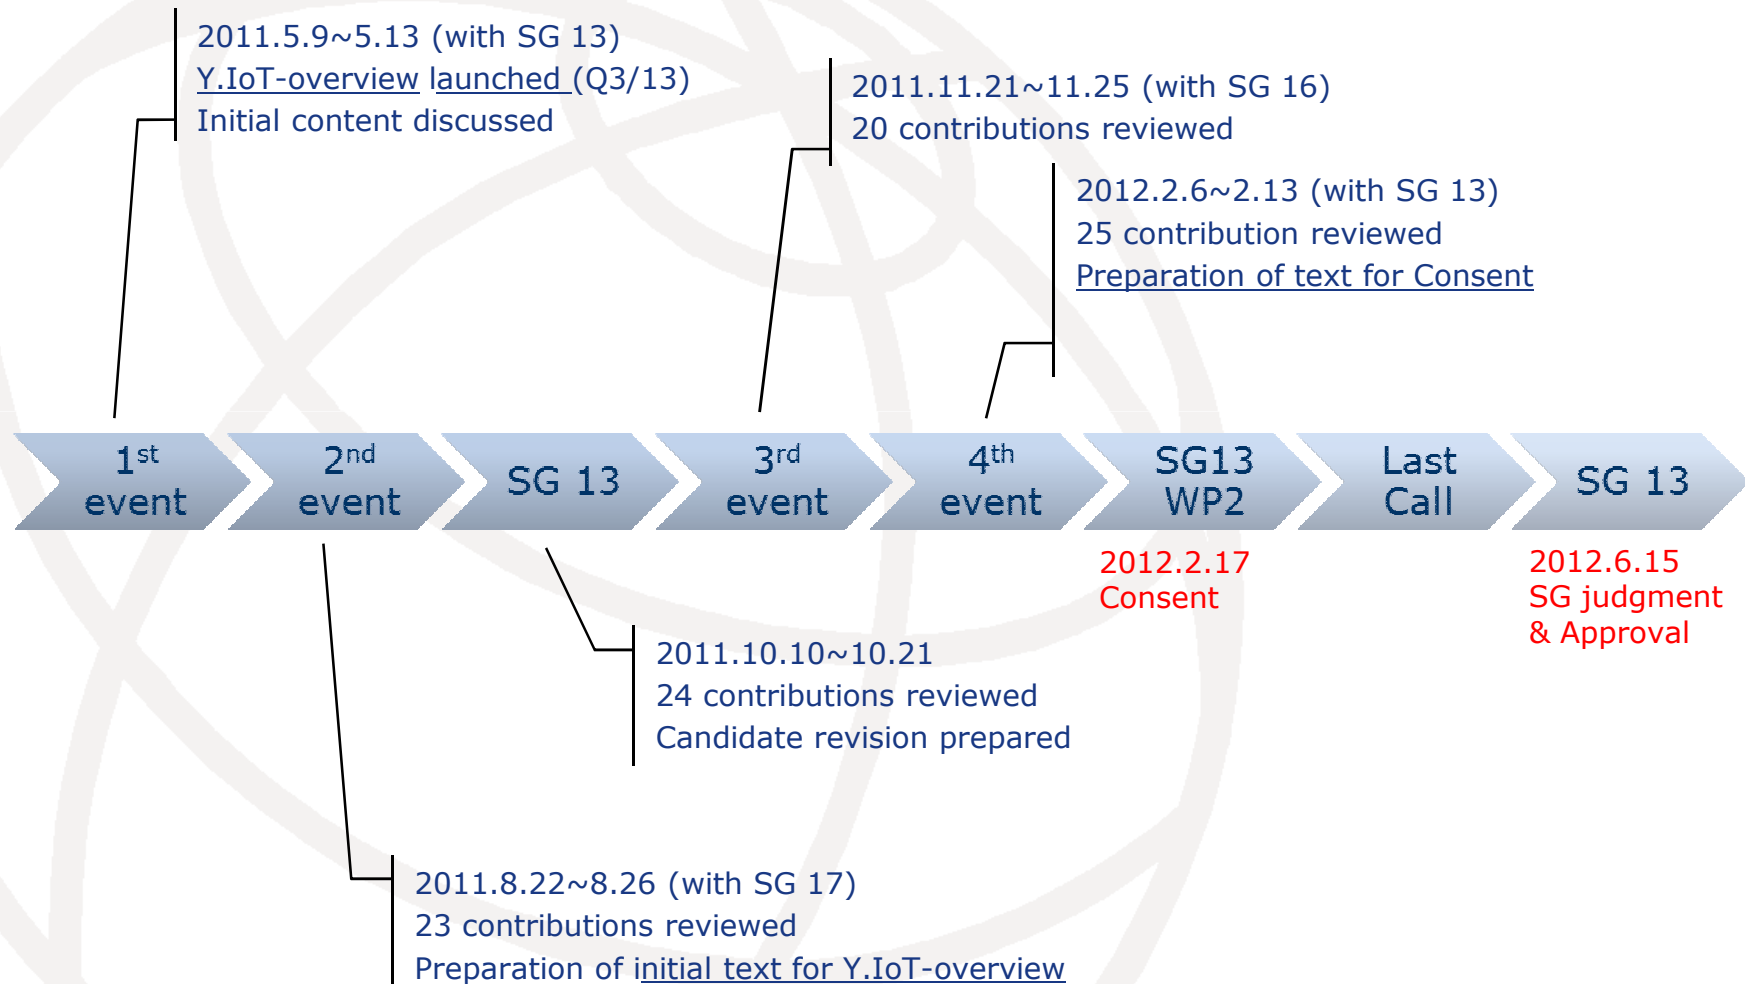 2011.5.9~5.13 (with SG 13)
Y.IoT-overview launched (Q3/13)
Initial content discussed
2011.11.21~11.25 (with SG 16)
20 contributions reviewed
2012.2.6~2.13 (with SG 13)
25 contribution reviewed
Preparation of text for Consent
1st
event
2nd
event
SG 13
3rd
event
4th
event
SG13
WP2
Last
Call
SG 13
2012.2.17
Consent
2012.6.15
SG judgment
& Approval
2011.10.10~10.21
24 contributions reviewed
Candidate revision prepared
2011.8.22~8.26 (with SG 17)
23 contributions reviewed
Preparation of initial text for Y.IoT-overview